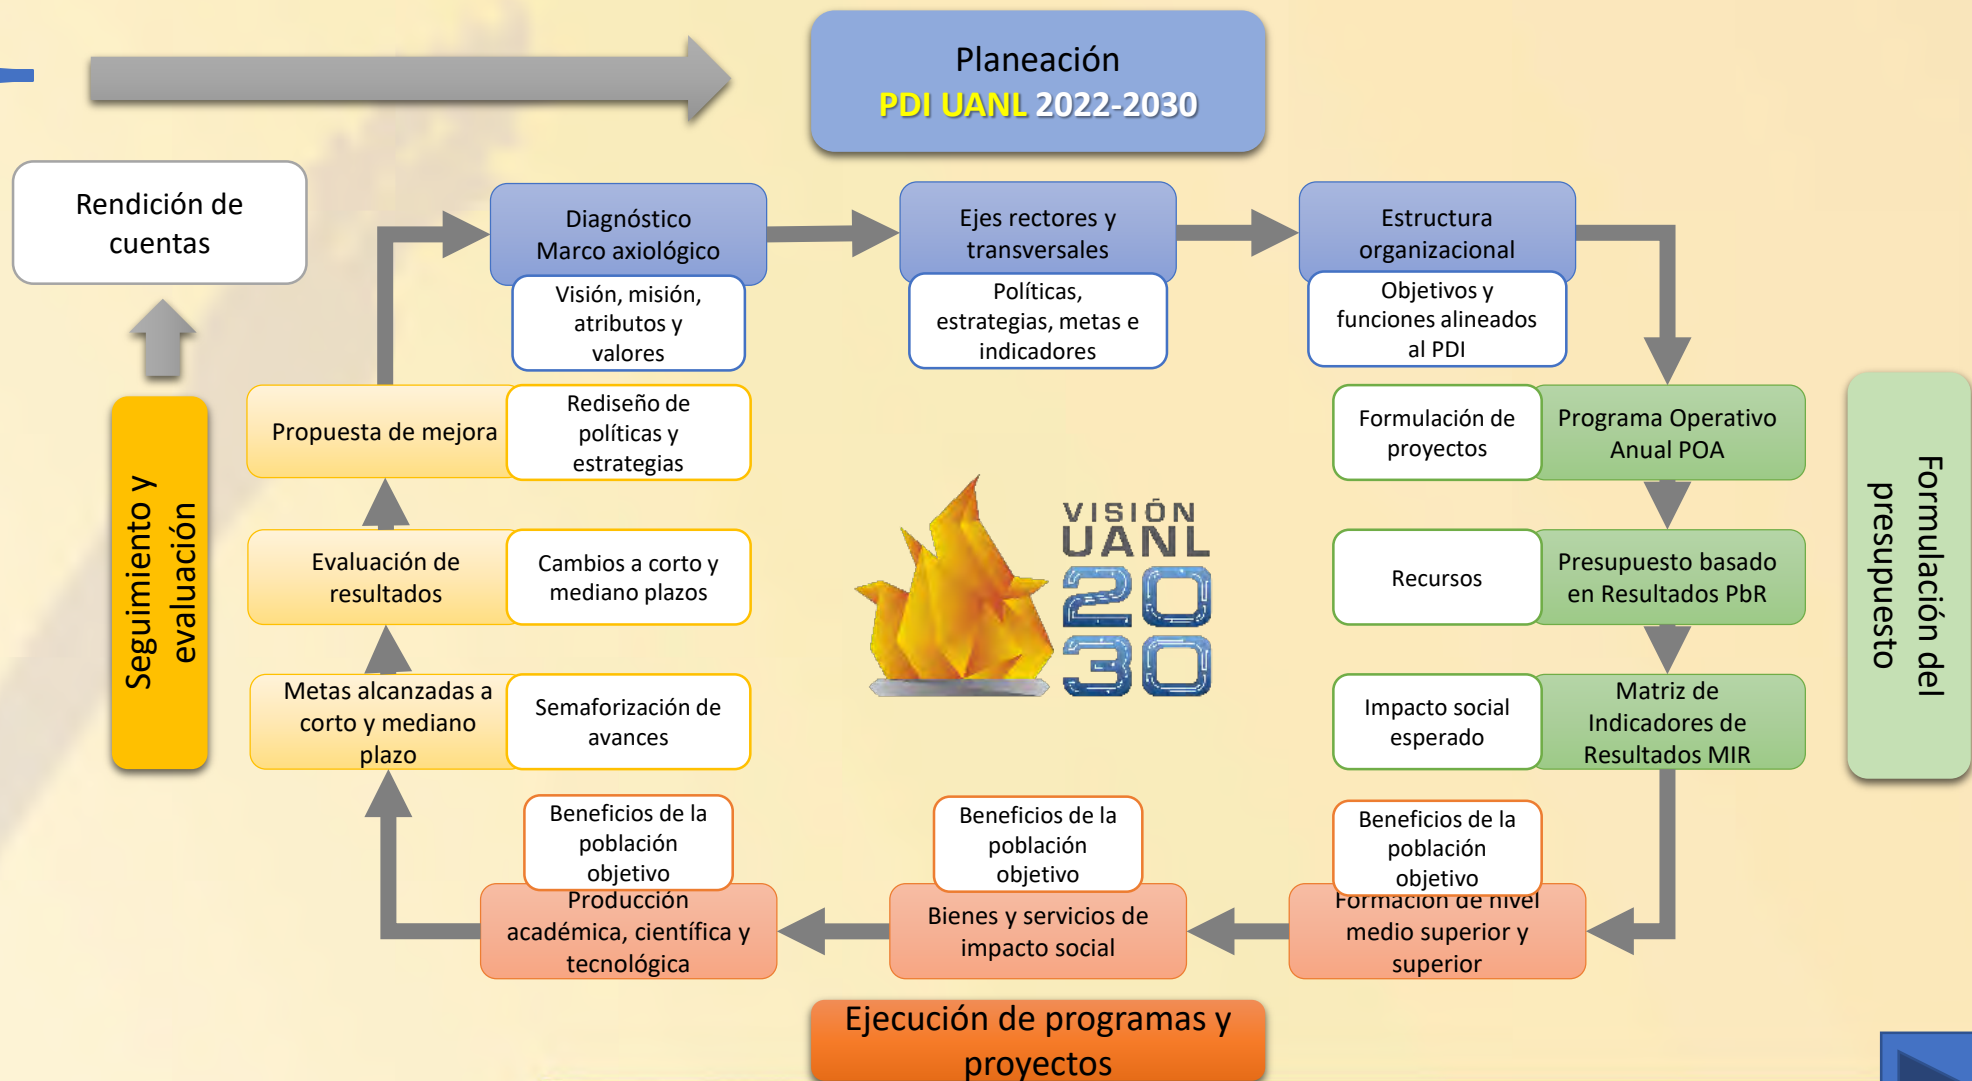 Planeación
PDI UANL 2022-2030
Rendición de
cuentas
Diagnóstico
Marco axiológico
Visión, misión,
atributos y
valores
Ejes rectores y
transversales
Políticas,
estrategias, metas e
indicadores
Estructura
organizacional
Objetivos y
funciones alineados
al PDI
Seguimiento y
evaluación
Propuesta de mejora
Rediseño de
políticas y
estrategias
Formulación de
proyectos
Programa Operativo
Anual POA
Formulación del
presupuesto
Evaluación de
resultados
Cambios a corto y
mediano plazos
VISIÓN
UANL
20
30
Recursos
Presupuesto basado
en Resultados PbR
Metas alcanzadas a
corto y mediano
plazo
Semaforización de
avances
Impacto social
esperado
Matriz de
Indicadores de
Resultados MIR
Beneficios de la
población
objetivo
Producción
académica, científica y
tecnológica
Beneficios de la
población
objetivo
Bienes y servicios de
impacto social
Beneficios de la
población
objetivo
Formación de nivel
medio superior y
superior
Ejecución de programas y
proyectos